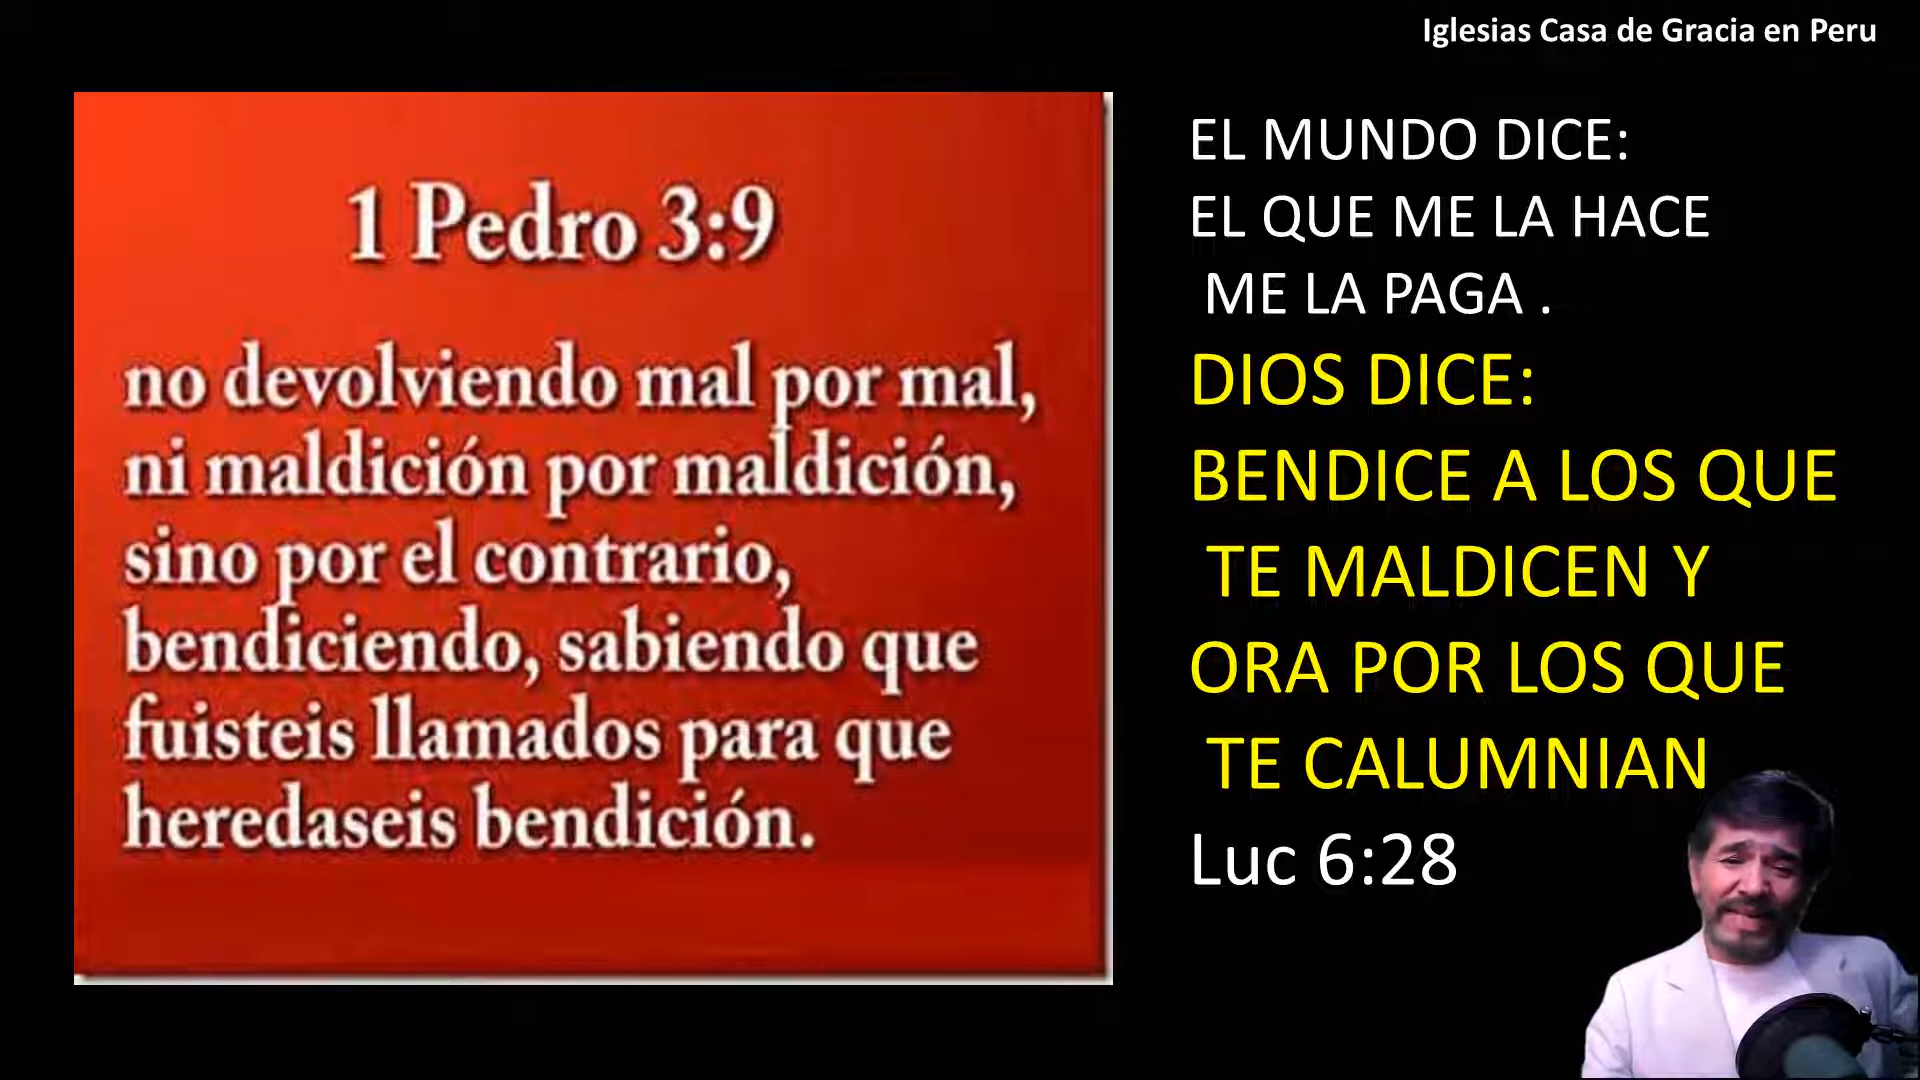 Iglesias Casa de Gracia en Peru
1 Pedro 3:9
no devolviendo mal por mal,
ni maldición por maldición,
sino por el contrario,
bendiciendo, sabiendo que
fuisteis llamados para que
heredaseis bendición.
EL MUNDO DICE:
EL QUE ME LA HACE
ME LA PAGA .
DIOS DICE:
BENDICE A LOS QUE
TE MALDICEN Y
ORA POR LOS QUE
TE CALUMNIAN
Luc 6:28